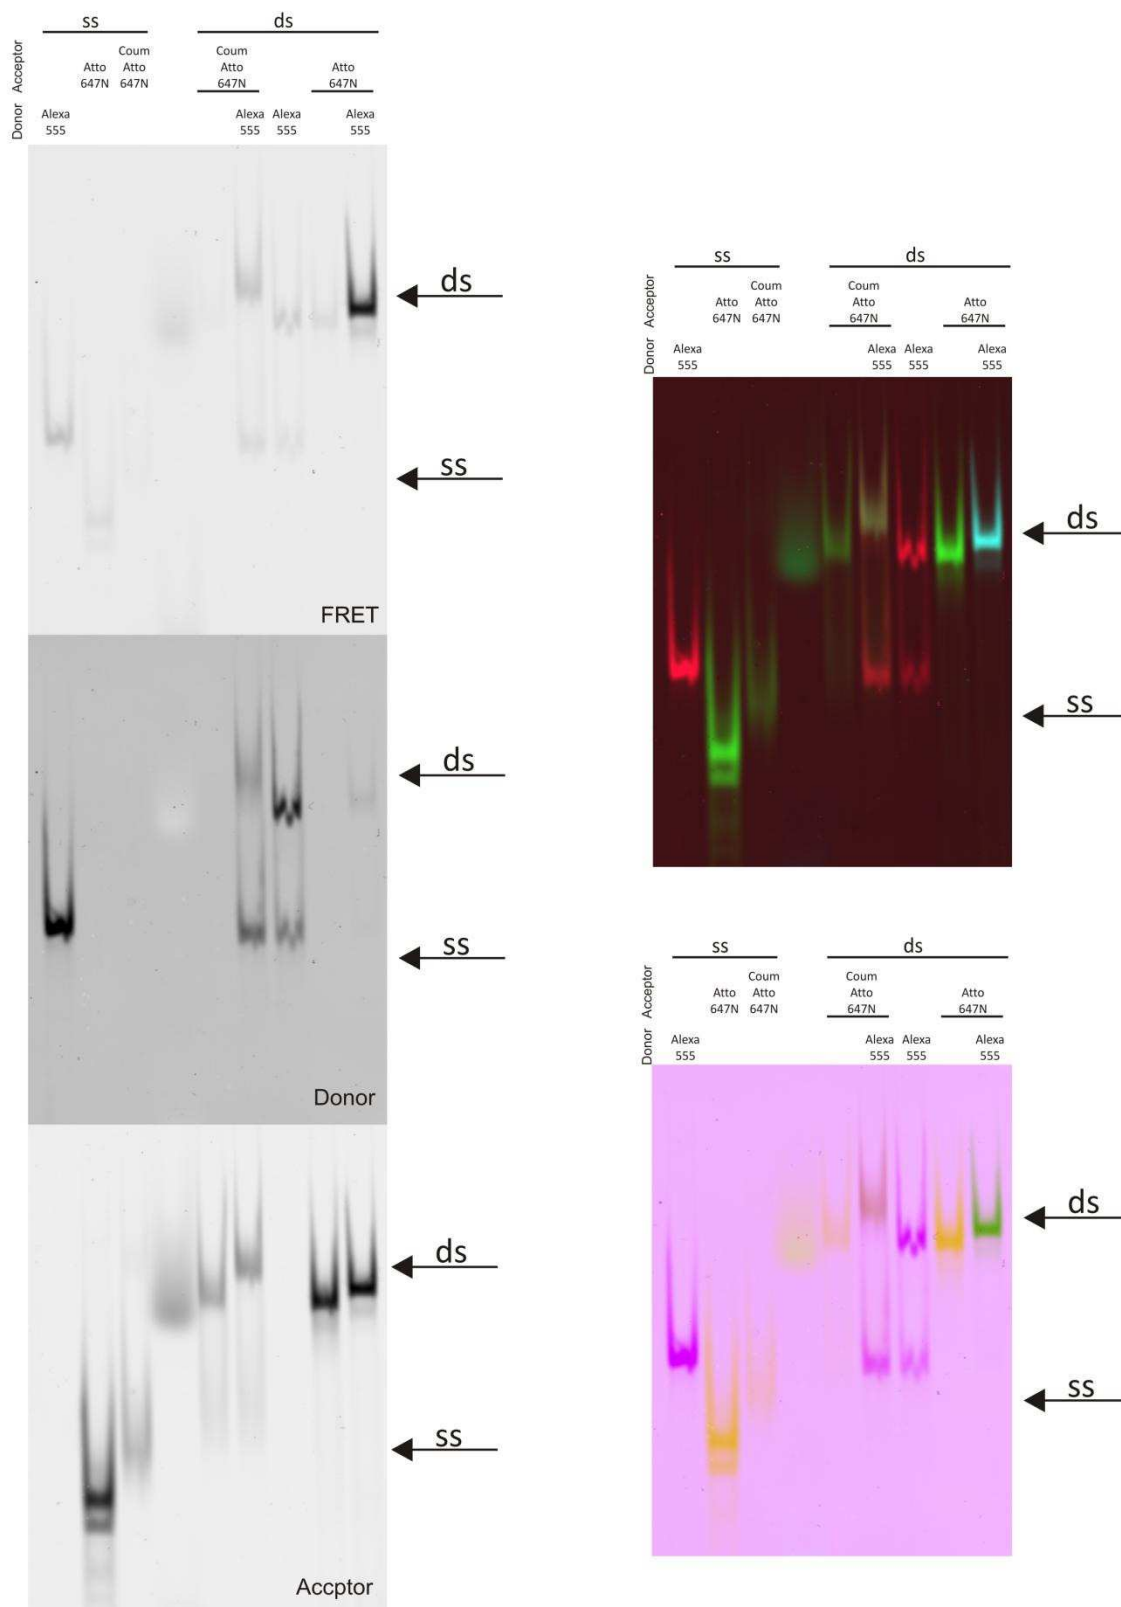 ss ds
Donor Acceptor
Atto
647N
Coum
Atto
647N
Coum
Atto
647N
Atto
647N
Alexa
555
Alexa
555
Alexa
555
Alexa
555
ds
ss
FRET
ds
ss
Donor
ds
ss
Accptor
ss ds
Donor Acceptor
Atto
647N
Coum
Atto
647N
Coum
Atto
647N
Atto
647N
Alexa
555
Alexa
555
Alexa
555
Alexa
555
ds
ss
ss ds
Donor Acceptor
Atto
647N
Coum
Atto
647N
Coum
Atto
647N
Atto
647N
Alexa
555
Alexa
555
Alexa
555
Alexa
555
ds
ss